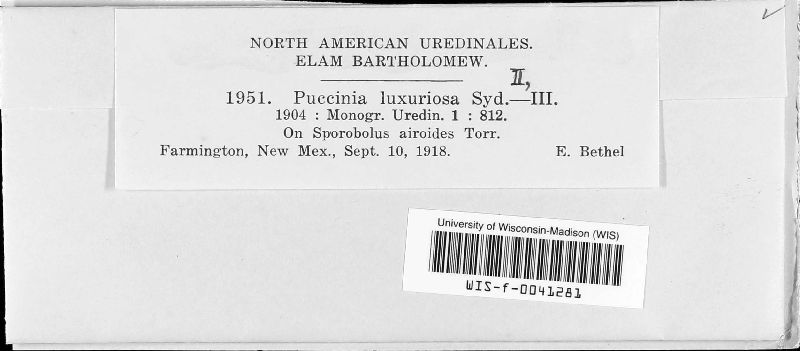 NORTH AMERICAN UREDINALES.
ELAM BARTHOLOMEW.
II,
1951. Puccinia luxuriosa Syd.—III.
1904 : Monogr. Uredin. 1 : 812.
On Sporobolus airoides Torr.
Farmington, New Mex., Sept. 10, 1918. E. Bethel
University of Wisconsin-Madison (WIS)
WIS-f-0041281